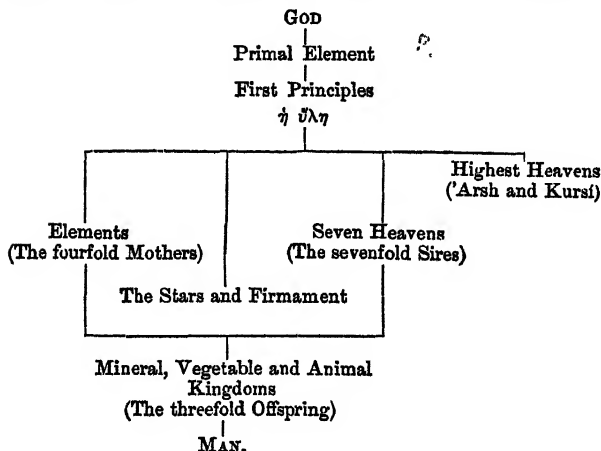 GOD
Primal Element
First Principles
ἡ ὕλη
Highest Heavens
('Arsh and Kursí)
Elements
(The fourfold Mothers)
Seven Heavens
(The sevenfold Sires)
The Stars and Firmament
Mineral, Vegetable and Animal
Kingdoms
(The threefold Offspring)
MAN.